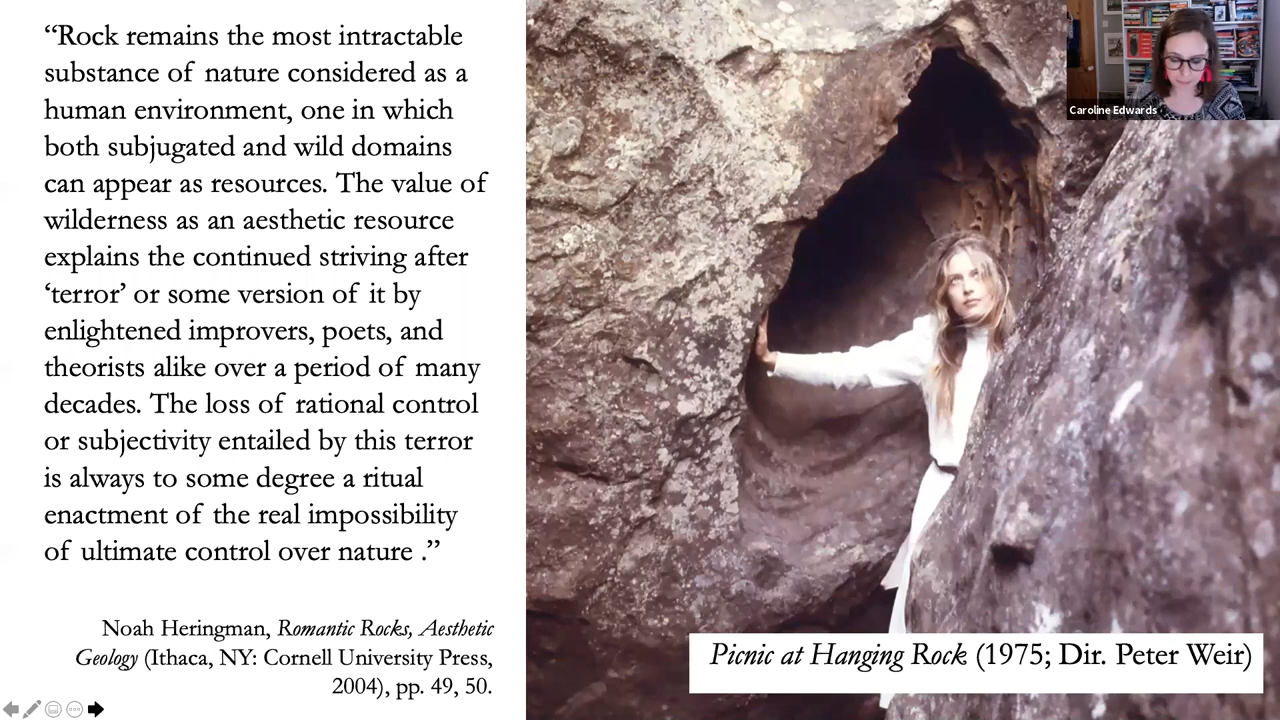 “Rock remains the most intractable
substance of nature considered as a
human environment, one in which
both subjugated and wild domains
can appear as resources. The value of
wilderness as an aesthetic resource
explains the continued striving after
‘terror’ or some version of it by
enlightened improvers, poets, and
theorists alike over a period of many
decades. The loss of rational control
or subjectivity entailed by this terror
is always to some degree a ritual
enactment of the real impossibility
of ultimate control over nature .”
Noah Heringman, Romantic Rocks, Aesthetic
Geology (Ithaca, NY: Cornell University Press,
2004), pp. 49, 50.
Caroline Edwards
Picnic at Hanging Rock (1975; Dir. Peter Weir)